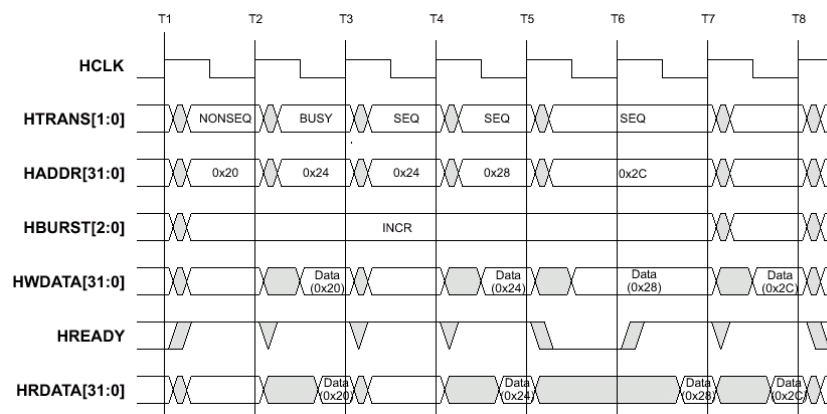 T1 T2 T3 T4 T5 T6 T7 T8
HCLK
HTRANS[1:0] NONSEQ BUSY SEQ SEQ SEQ
HADDR[31:0] 0x20 0x24 0x24 0x28 0x2C
HBURST[2:0] INCR
HWDATA[31:0] Data (0x20) Data (0x24) Data (0x28) Data (0x2C)
HREADY
HRDATA[31:0] Data (0x20) Data (0x24) Data (0x28) Data (0x2C)